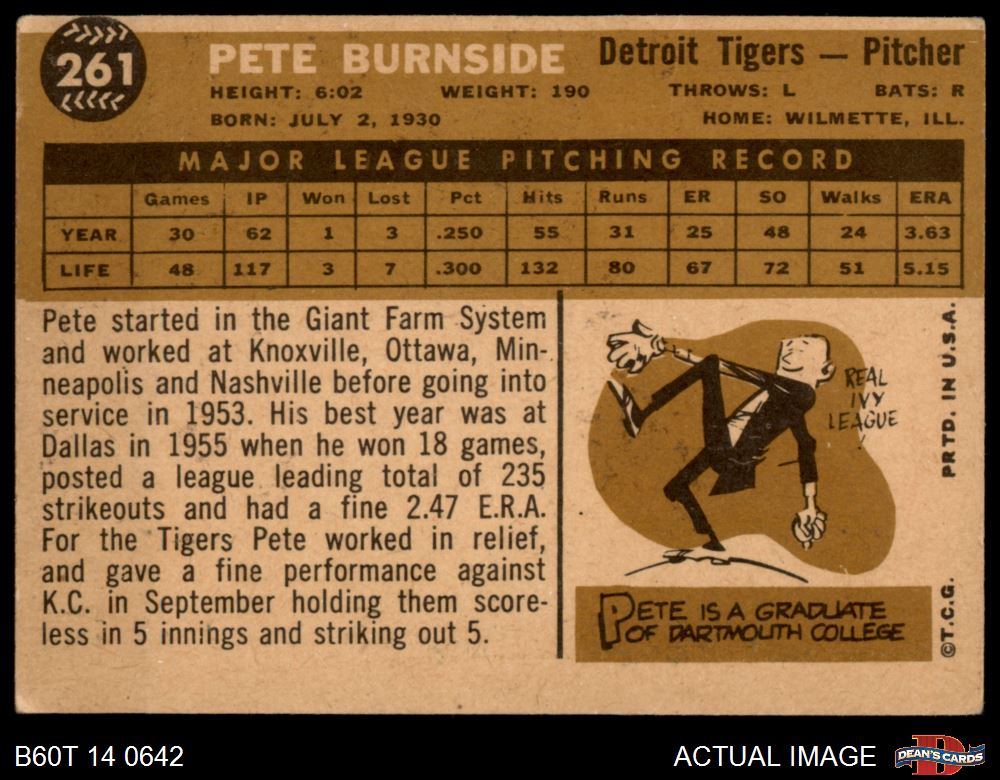 261
PETE BURNSIDE Detroit Tigers — Pitcher
HEIGHT: 6:02 WEIGHT: 190 THROWS: L BATS: R
BORN: JULY 2, 1930 HOME: WILMETTE, ILL.
MAJOR LEAGUE PITCHING RECORD
Games IP Won Lost Pct Hits Runs ER SO Walks ERA
YEAR 30 62 1 3 .250 55 31 25 48 24 3.63
LIFE 48 117 3 7 .300 132 80 67 72 51 5.15
Pete started in the Giant Farm System
and worked at Knoxville, Ottawa, Min-
neapolis and Nashville before going into
service in 1953. His best year was at
Dallas in 1955 when he won 18 games,
posted a league leading total of 235
strikeouts and had a fine 2.47 E.R.A.
For the Tigers Pete worked in relief,
and gave a fine performance against
K.C. in September holding them score-
less in 5 innings and striking out 5.
REAL
IVY
LEAGUE
!
PETE IS A GRADUATE
OF DARTMOUTH COLLEGE
PRTD. IN U.S.A.
©T.C.G.
B60T 14 0642 ACTUAL IMAGE
D
DEAN'S CARDS